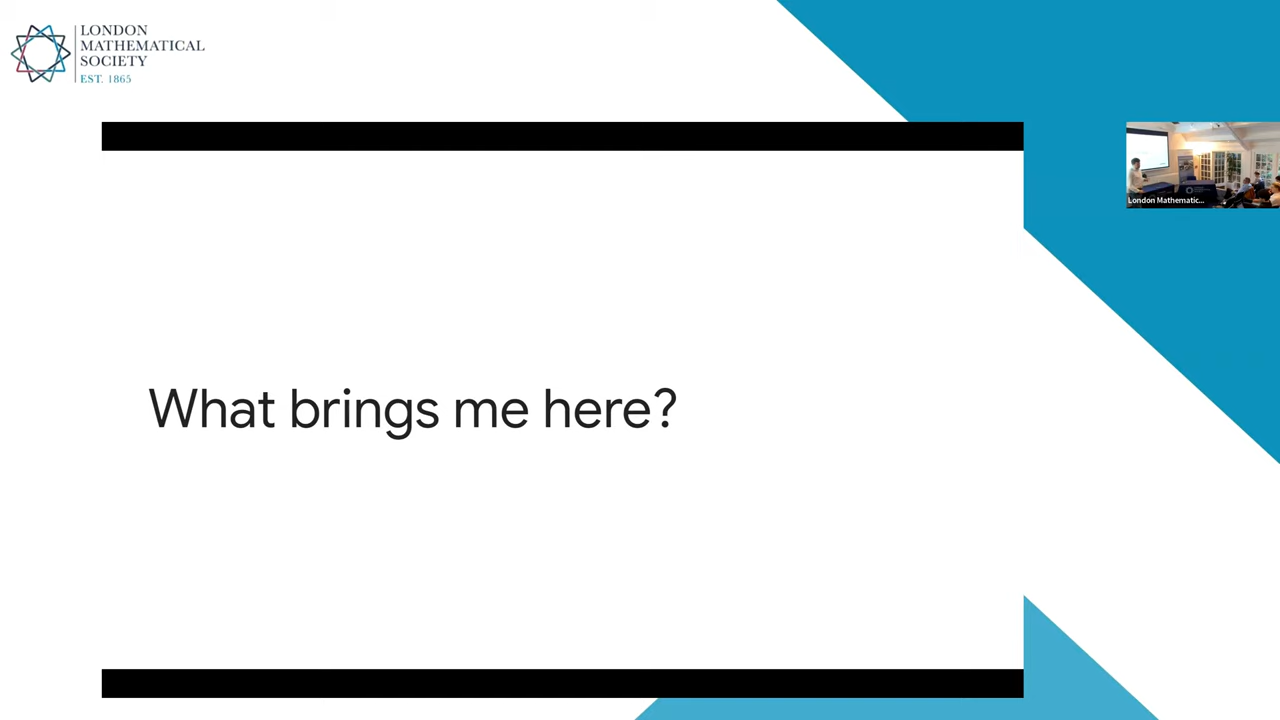 LONDON
MATHEMATICAL
SOCIETY
EST. 1865
London Mathematic...
What brings me here?